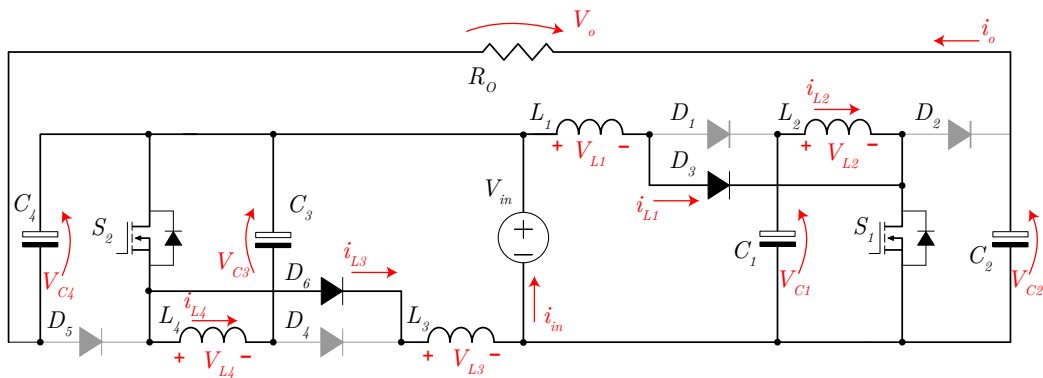 V_o
i_o
R_O
L_1
D_1
L_2
i_L2
D_2
+ V_L1 −
+ V_L2 −
D_3
V_in
i_L1
C_4
S_2
C_3
S_1
C_1
C_2
V_C4
V_C3
i_L3
V_C1
V_C2
D_6
i_L4
i_in
D_5
L_4
D_4
L_3
+ V_L4 −
+ V_L3 −